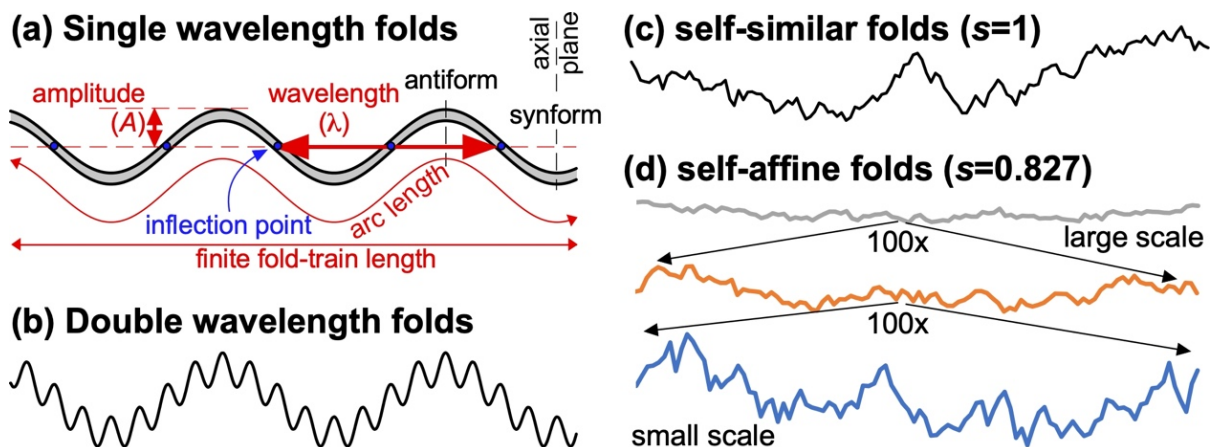 (a) Single wavelength folds
axial
plane
amplitude
(A)
wavelength
(λ)
antiform
synform
inflection point
arc length
finite fold-train length
(b) Double wavelength folds
(c) self-similar folds (s=1)
(d) self-affine folds (s=0.827)
100x
large scale
100x
small scale